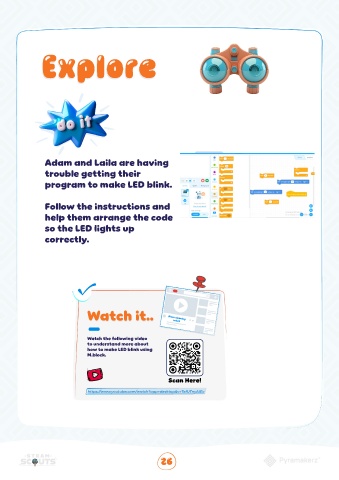 Explore
do it
Adam and Laila are having
trouble getting their
program to make LED blink.
Follow the instructions and
help them arrange the code
so the LED lights up
correctly.
Watch it..
Watch the following video
to understand more about
how to make LED blink using
M.block.
Scan Here!
SCOUTS
26